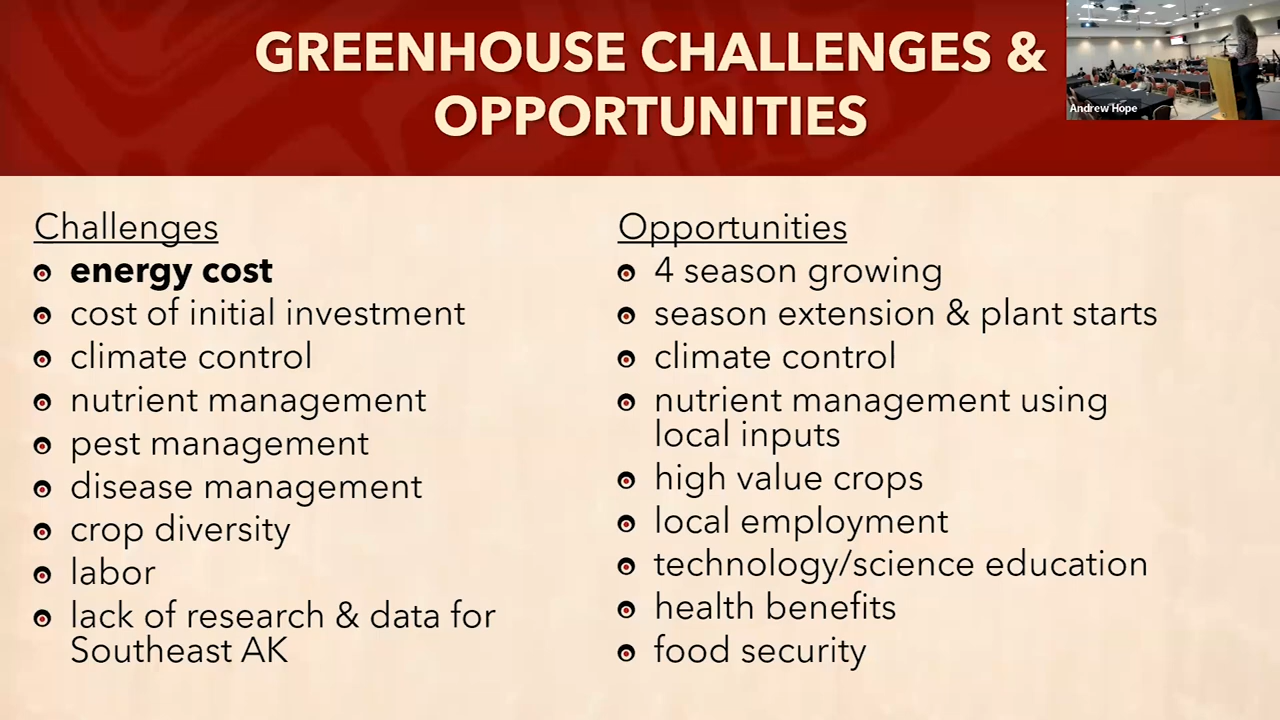 GREENHOUSE CHALLENGES &
OPPORTUNITIES
Andrew Hope
Challenges
energy cost
cost of initial investment
climate control
nutrient management
pest management
disease management
crop diversity
labor
lack of research & data for
Southeast AK
Opportunities
4 season growing
season extension & plant starts
climate control
nutrient management using
local inputs
high value crops
local employment
technology/science education
health benefits
food security